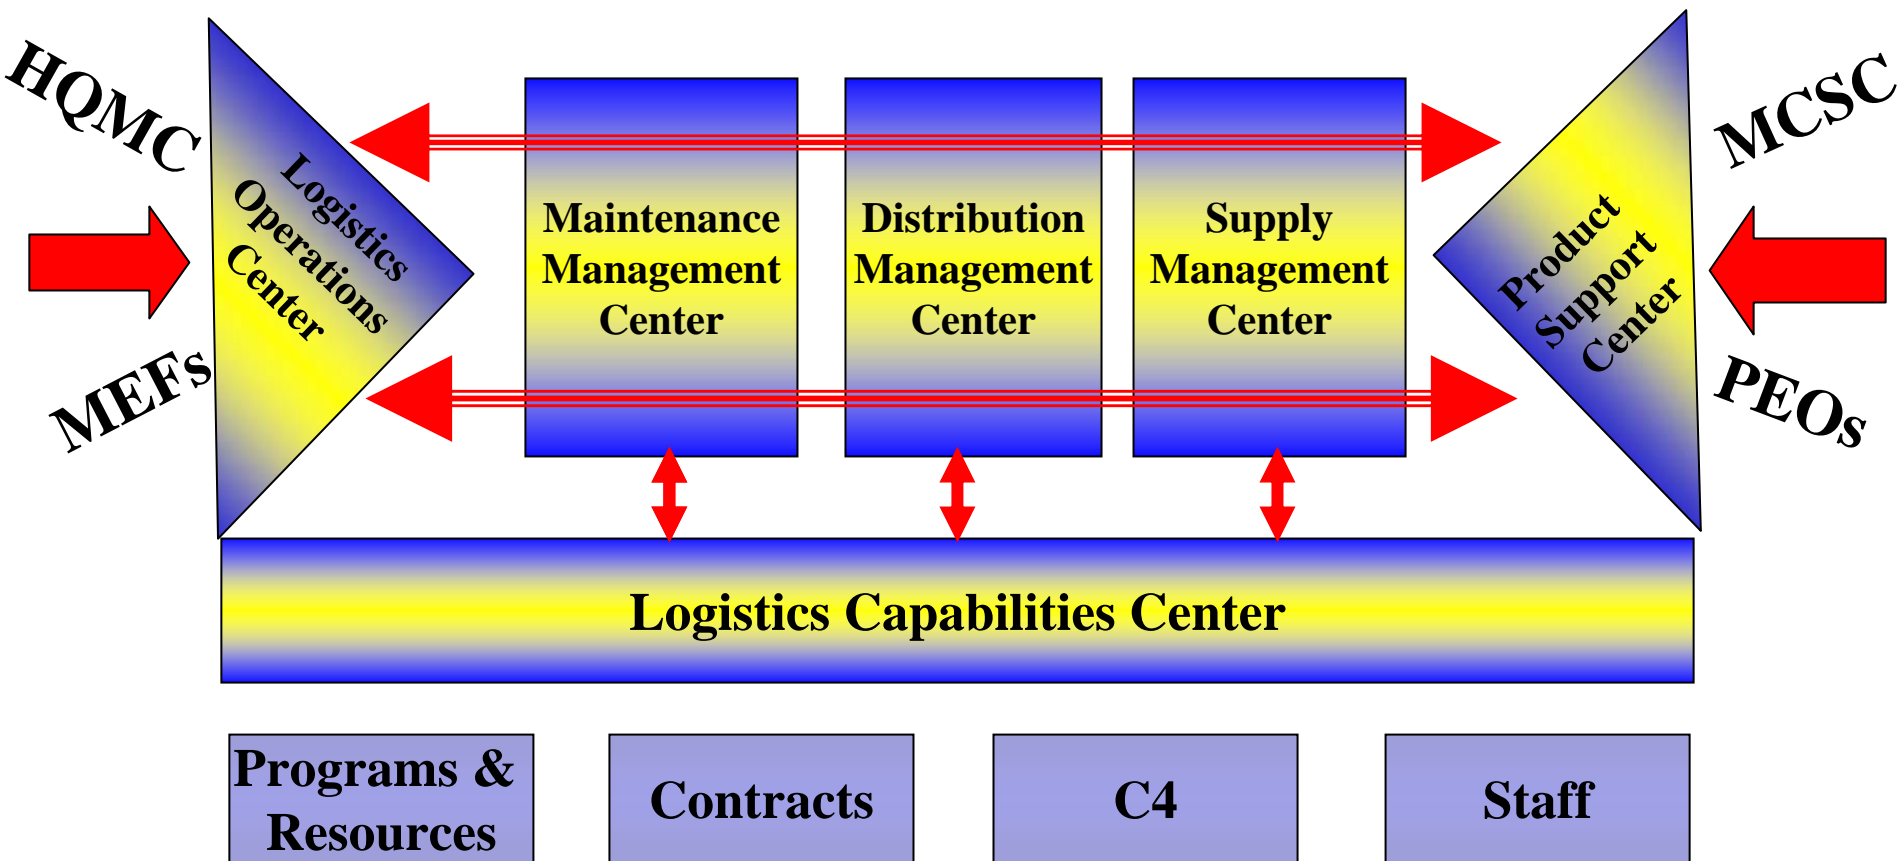 HQMC
MEFs
Logistics
Operations
Center
Maintenance
Management
Center
Distribution
Management
Center
Supply
Management
Center
Product
Support
Center
MCSC
PEOs
Logistics Capabilities Center
Programs &
Resources
Contracts
C4
Staff